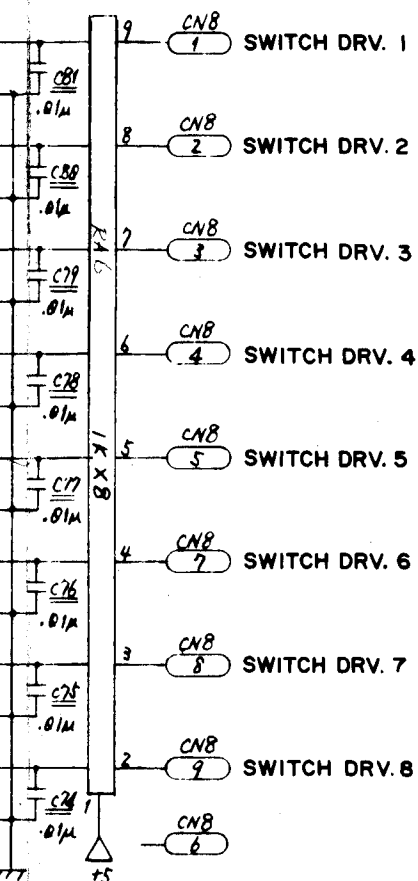 9 CN8 1 SWITCH DRV. 1
C81
.01µ
8 CN8 2 SWITCH DRV. 2
C80
.01µ
7 CN8 3 SWITCH DRV. 3
RA6
C79
.01µ
6 CN8 4 SWITCH DRV. 4
C78
.01µ
1K X8
5 CN8 5 SWITCH DRV. 5
C77
.01µ
4 CN8 7 SWITCH DRV. 6
C76
.01µ
3 CN8 8 SWITCH DRV. 7
C75
.01µ
2 CN8 9 SWITCH DRV. 8
C74
.01µ
1
CN8 6
+5